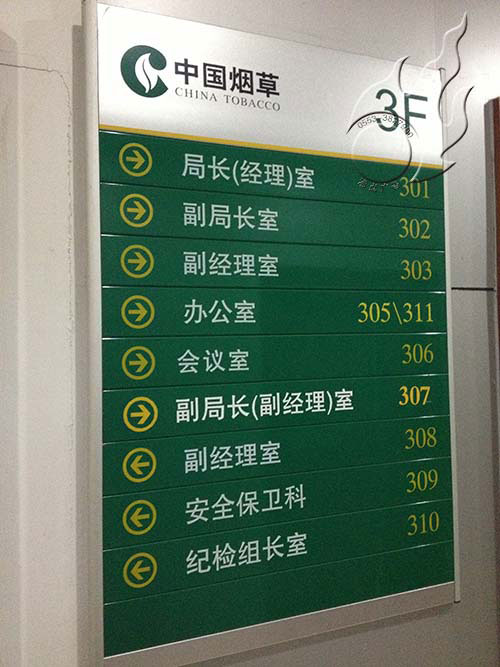 中国烟草
CHINA TOBACCO
3F
局长(经理)室 301
副局长室 302
副经理室 303
办公室 305\311
会议室 306
副局长(副经理)室 307
副经理室 308
安全保卫科 309
纪检组长室 310